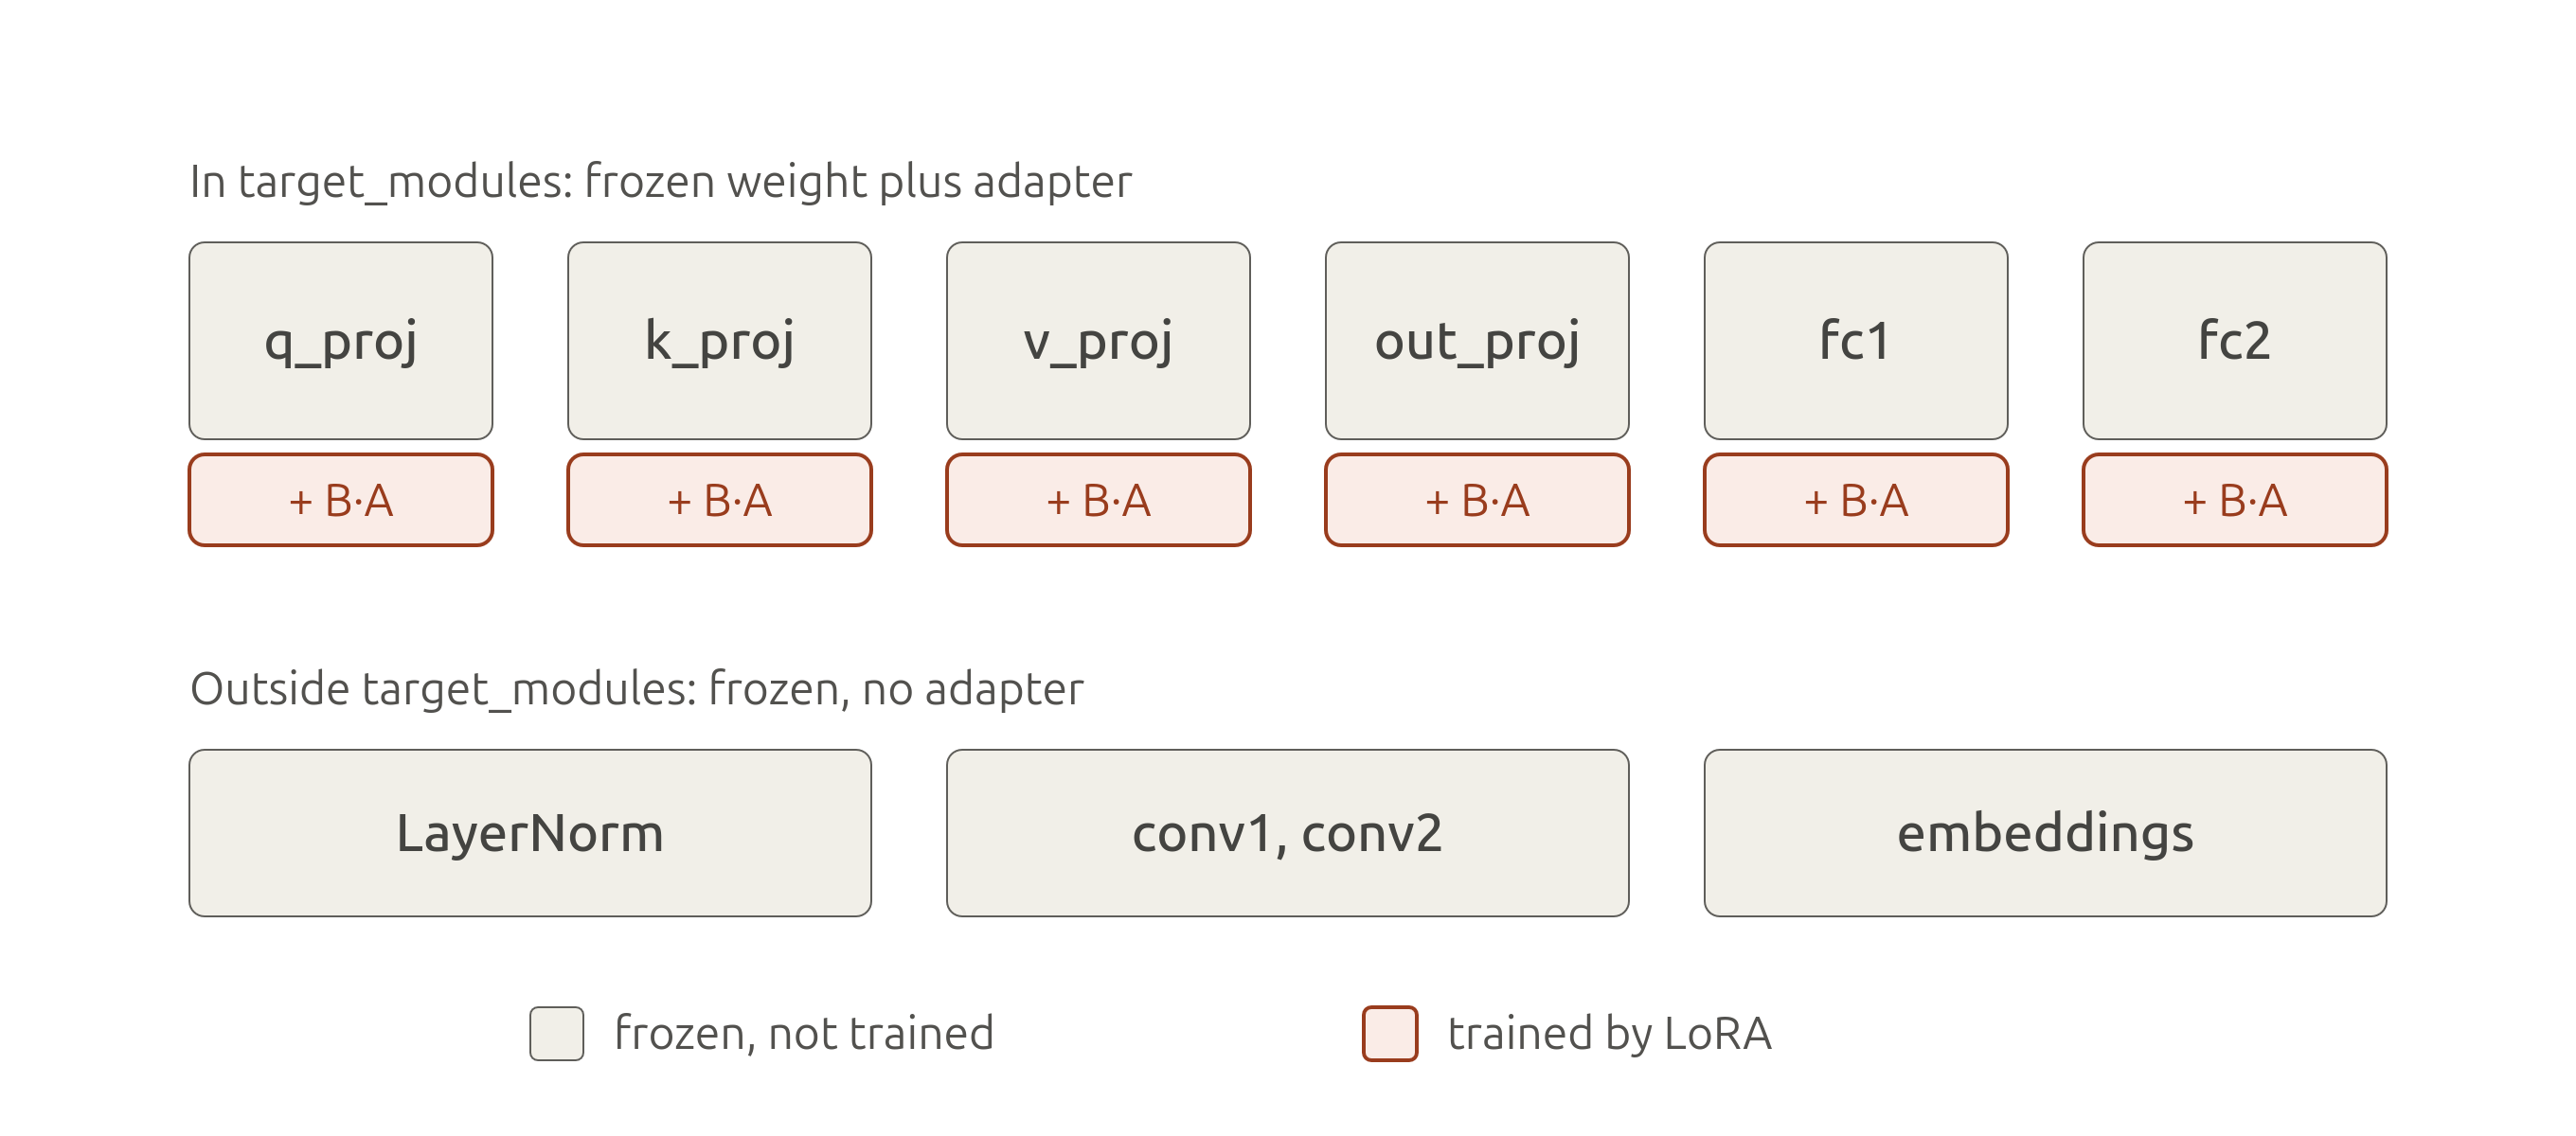 In target_modules: frozen weight plus adapter
q_proj
k_proj
v_proj
out_proj
fc1
fc2
+ B·A
+ B·A
+ B·A
+ B·A
+ B·A
+ B·A
Outside target_modules: frozen, no adapter
LayerNorm
conv1, conv2
embeddings
frozen, not trained
trained by LoRA